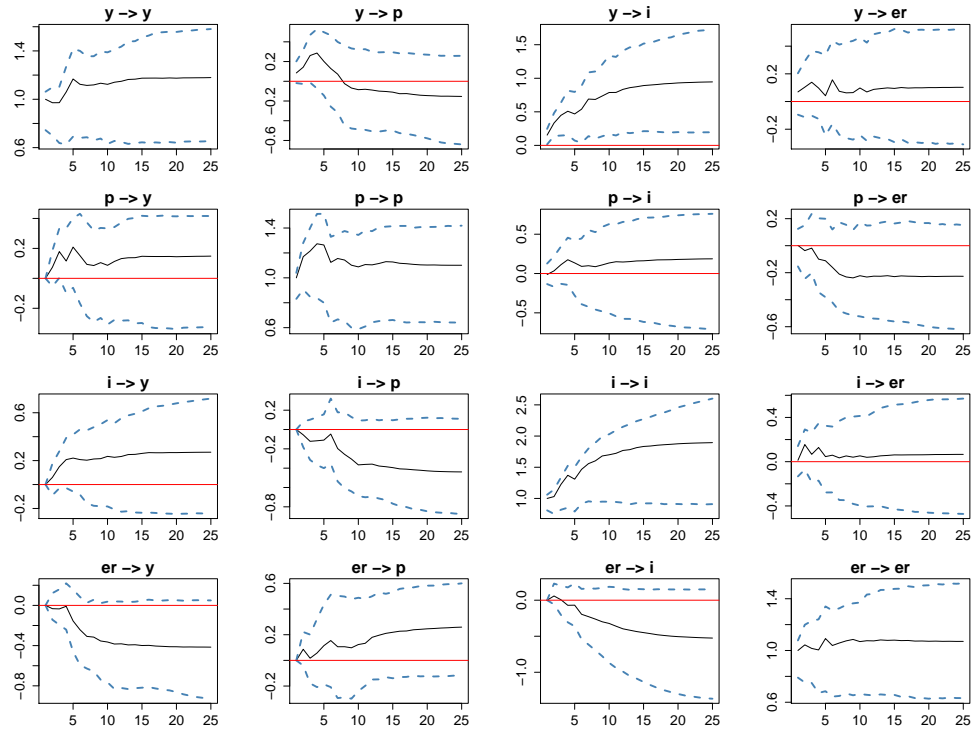 y −> y
1.4
1.0
0.6
5 10 15 20 25
y −> p
0.2
−0.2
−0.6
5 10 15 20 25
y −> i
1.5
1.0
0.5
0.0
5 10 15 20 25
y −> er
0.2
−0.2
5 10 15 20 25
p −> y
0.2
−0.2
5 10 15 20 25
p −> p
1.4
1.0
0.6
5 10 15 20 25
p −> i
0.5
0.0
−0.5
5 10 15 20 25
p −> er
0.2
−0.2
−0.6
5 10 15 20 25
i −> y
0.6
0.2
−0.2
5 10 15 20 25
i −> p
0.2
−0.2
−0.8
5 10 15 20 25
i −> i
2.5
2.0
1.5
1.0
5 10 15 20 25
i −> er
0.4
0.0
−0.4
5 10 15 20 25
er −> y
0.0
−0.4
−0.8
5 10 15 20 25
er −> p
0.6
0.2
−0.2
5 10 15 20 25
er −> i
0.0
−1.0
5 10 15 20 25
er −> er
1.4
1.0
0.6
5 10 15 20 25